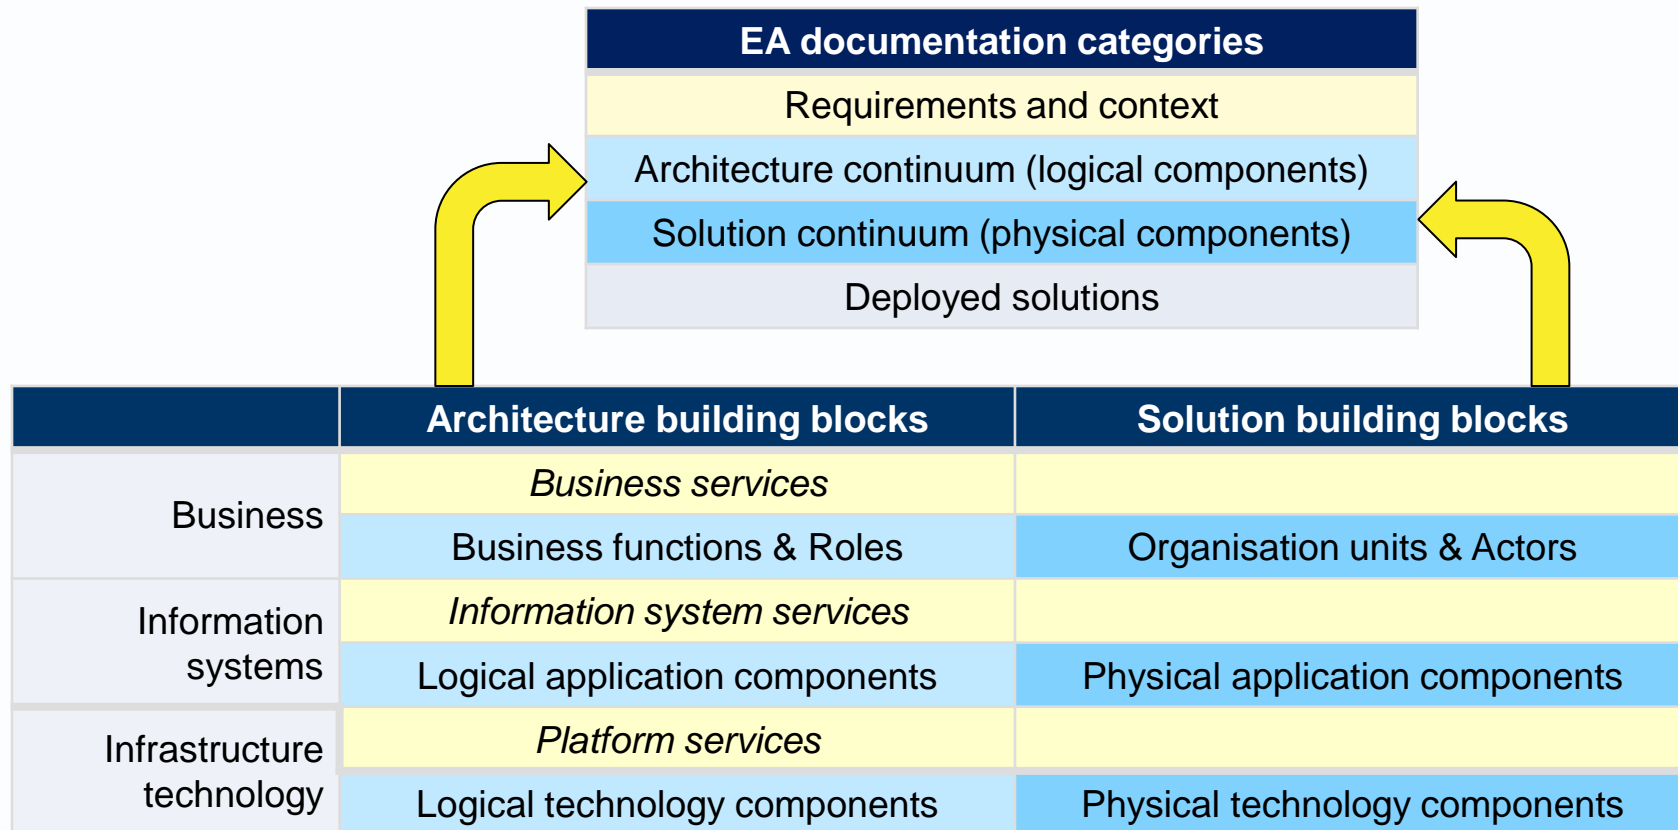 EA documentation categories
Requirements and context
Architecture continuum (logical components)
Solution continuum (physical components)
Deployed solutions
Architecture building blocks
Solution building blocks
Business
Business services
Business functions & Roles
Organisation units & Actors
Information
systems
Information system services
Logical application components
Physical application components
Infrastructure
technology
Platform services
Logical technology components
Physical technology components